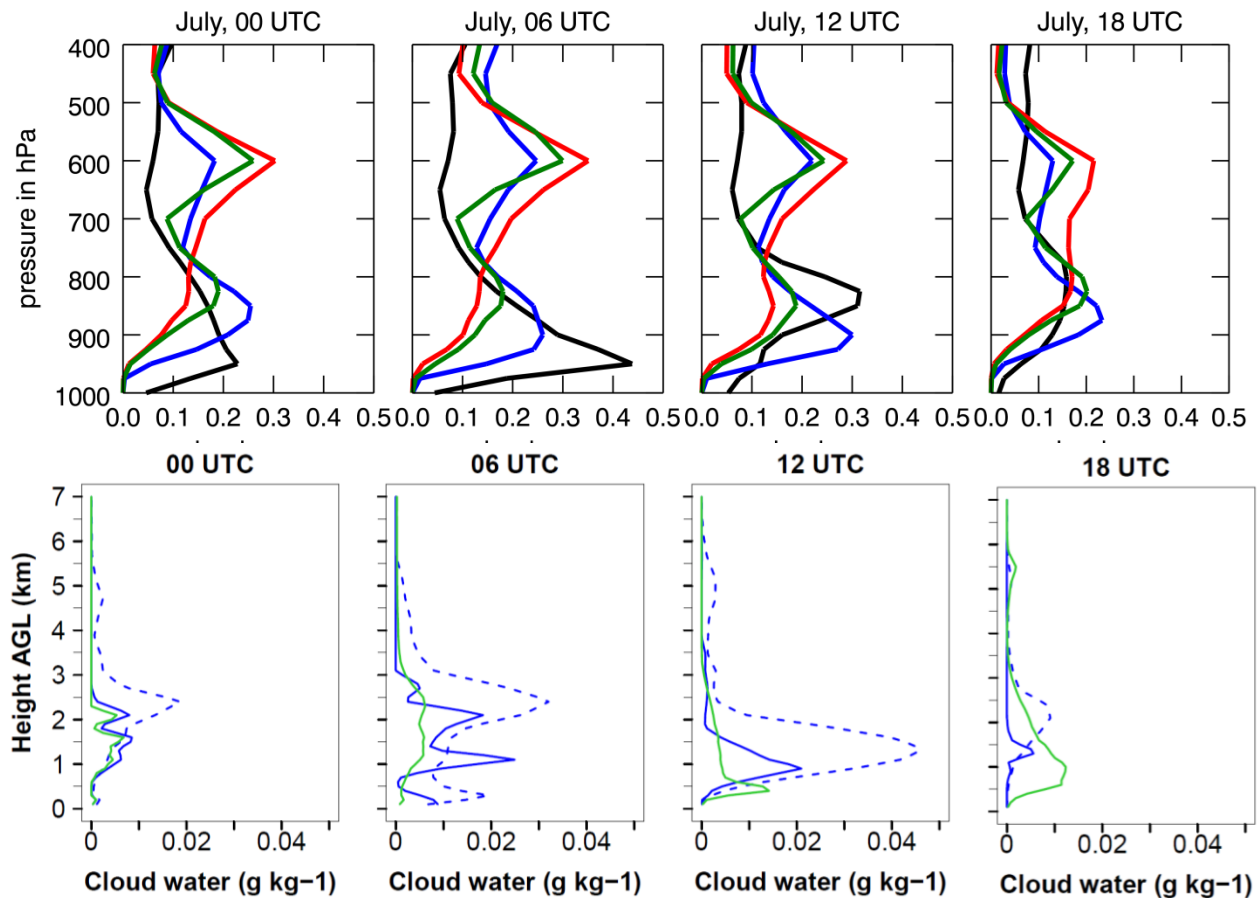 July, 00 UTC July, 06 UTC July, 12 UTC July, 18 UTC
pressure in hPa
400
500
600
700
800
900
1000
0.0 0.1 0.2 0.3 0.4 0.5 0.0 0.1 0.2 0.3 0.4 0.5 0.0 0.1 0.2 0.3 0.4 0.5 0.0 0.1 0.2 0.3 0.4 0.5
00 UTC 06 UTC 12 UTC 18 UTC
Height AGL (km)
7
6
5
4
3
2
1
0
0 0.02 0.04 0 0.02 0.04 0 0.02 0.04 0 0.02 0.04
Cloud water (g kg−1) Cloud water (g kg−1) Cloud water (g kg−1) Cloud water (g kg−1)